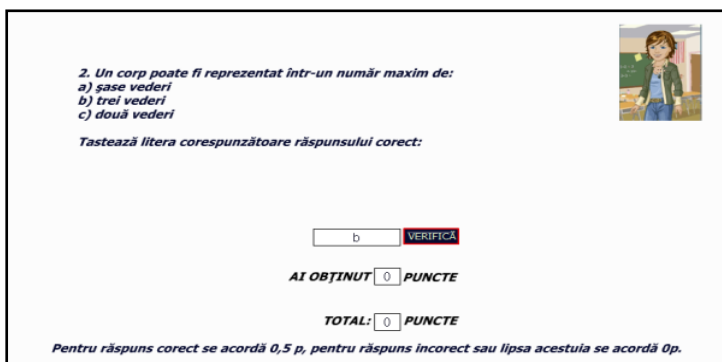 2. Un corp poate fi reprezentat într-un număr maxim de:
a) șase vederi
b) trei vederi
c) două vederi
Tastează litera corespunzătoare răspunsului corect:
b VERIFICĂ
AI OBȚINUT 0 PUNCTE
TOTAL: 0 PUNCTE
Pentru răspuns corect se acordă 0,5 p, pentru răspuns incorect sau lipsa acestuia se acordă 0p.